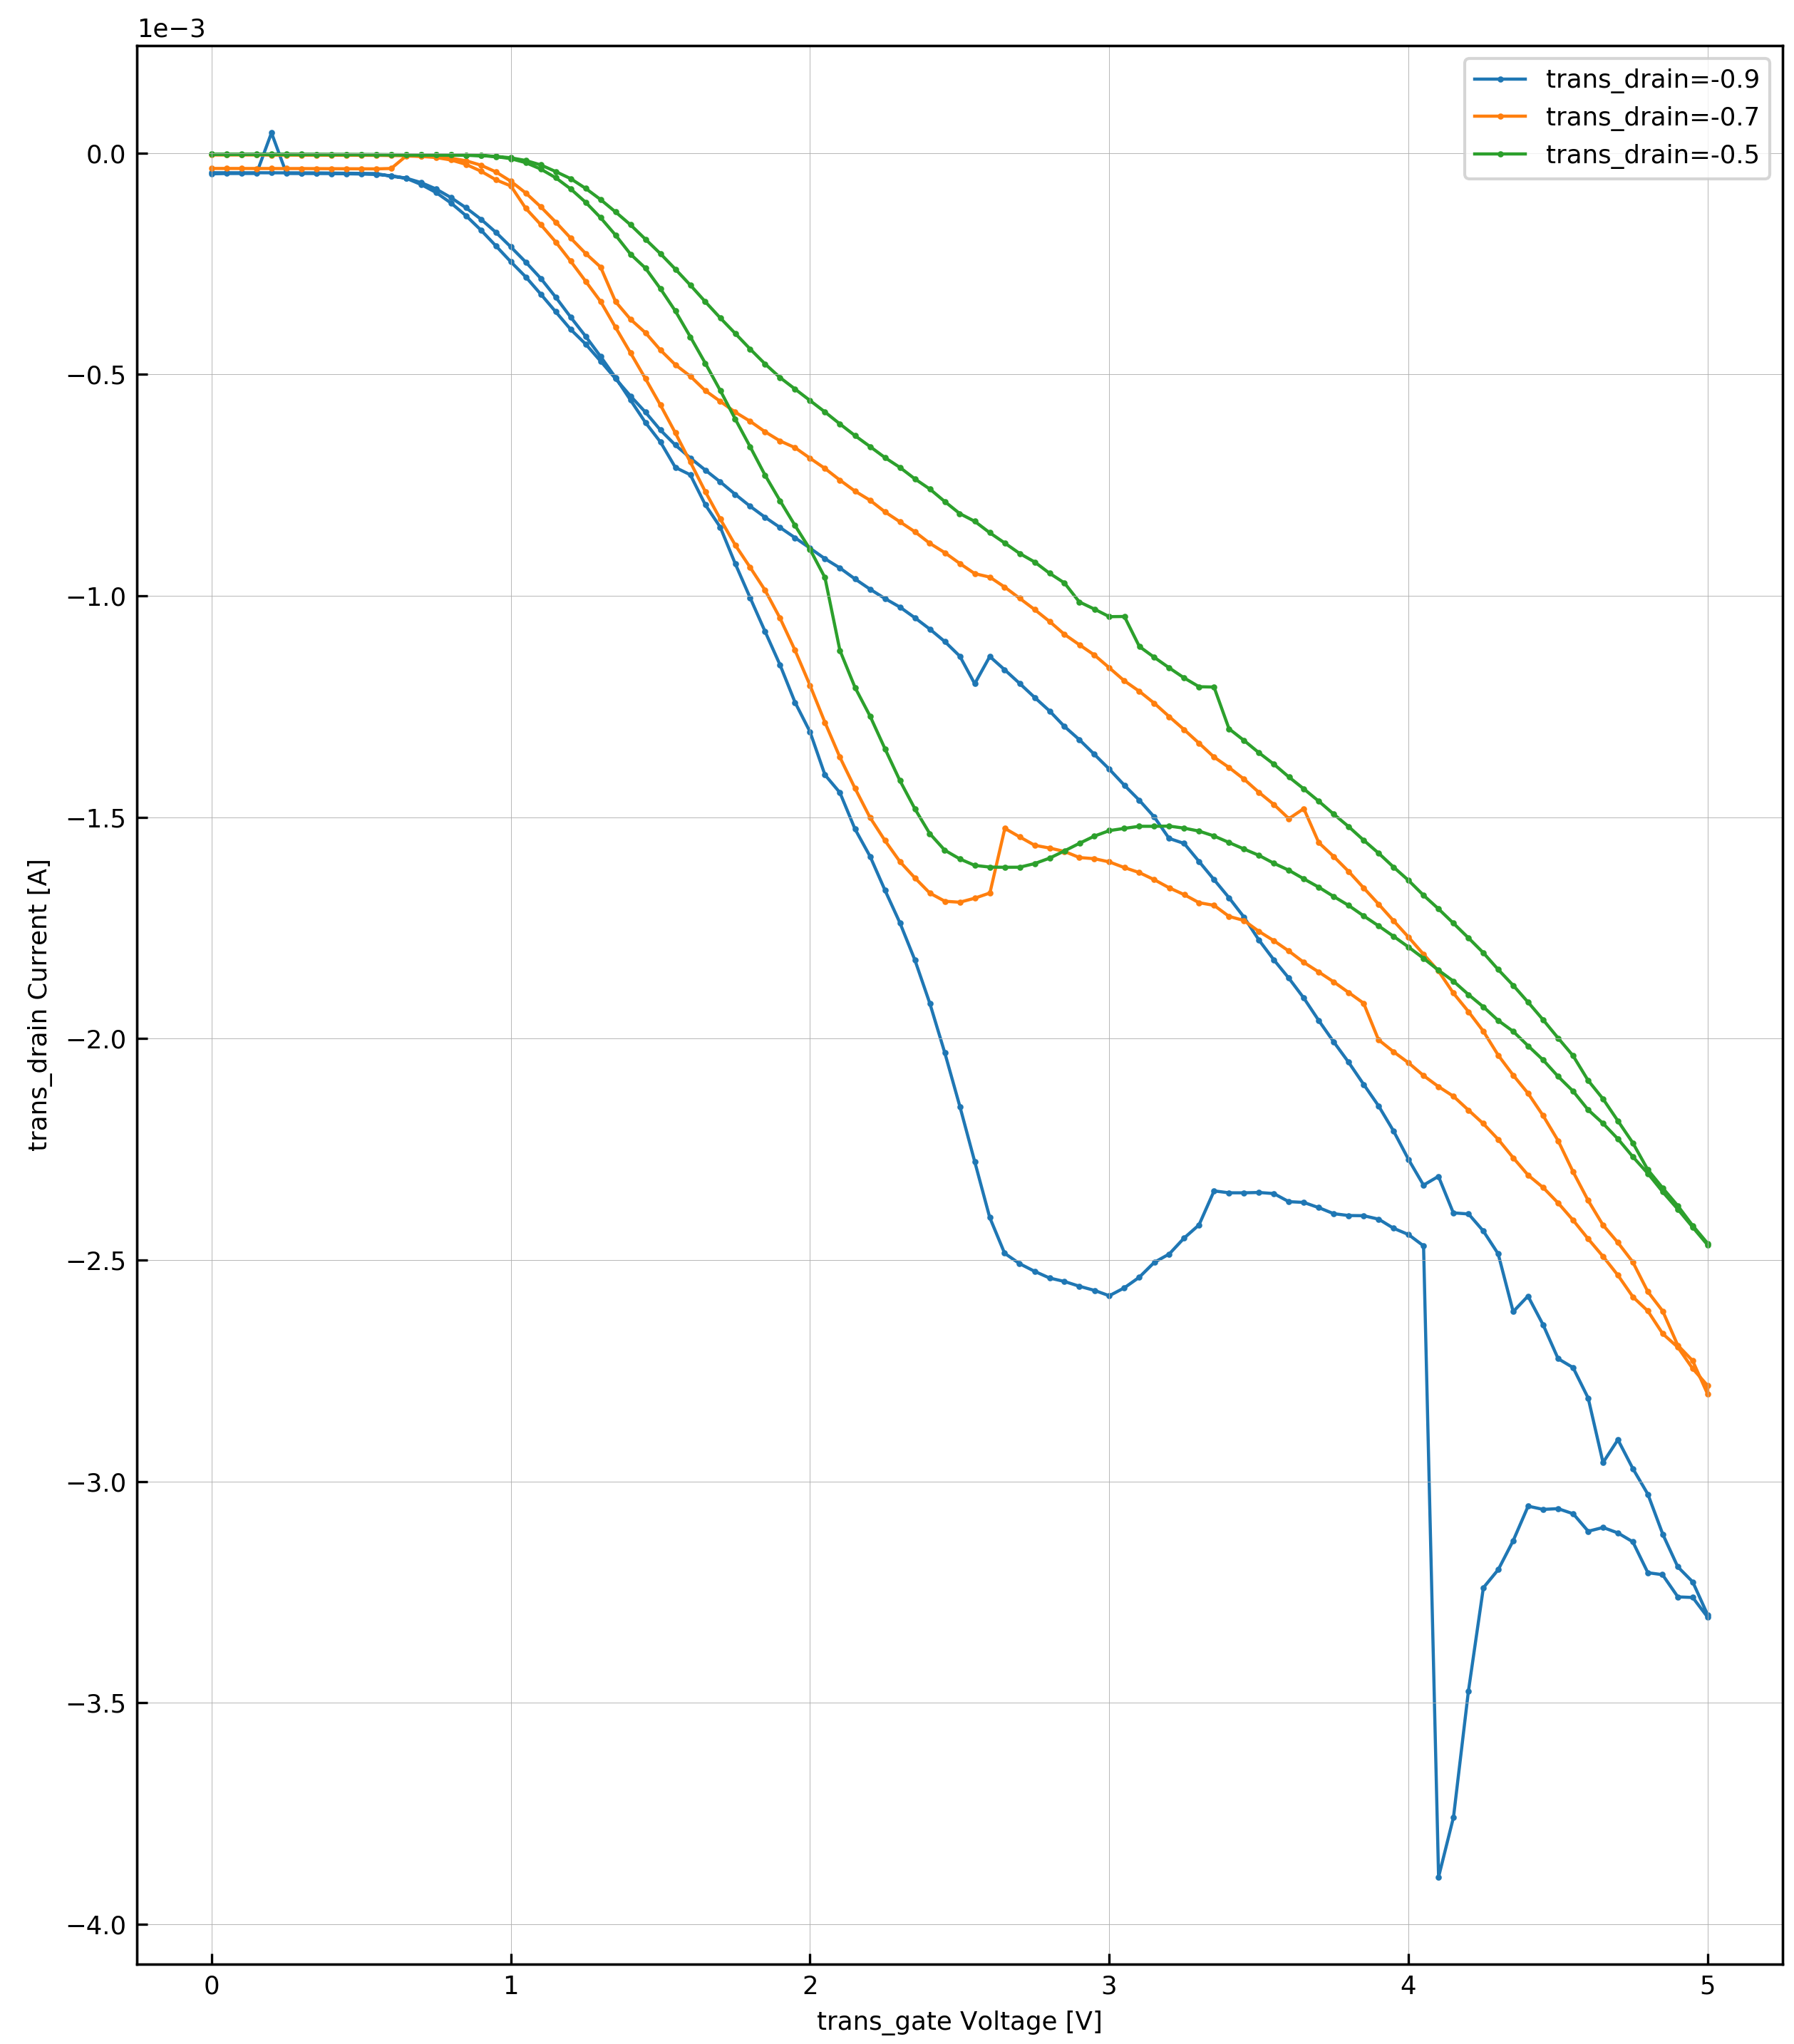 1e−3
trans_drain=-0.9
trans_drain=-0.7
trans_drain=-0.5
0.0
−0.5
−1.0
−1.5
−2.0
−2.5
−3.0
−3.5
−4.0
trans_drain Current [A]
0 1 2 3 4 5
trans_gate Voltage [V]